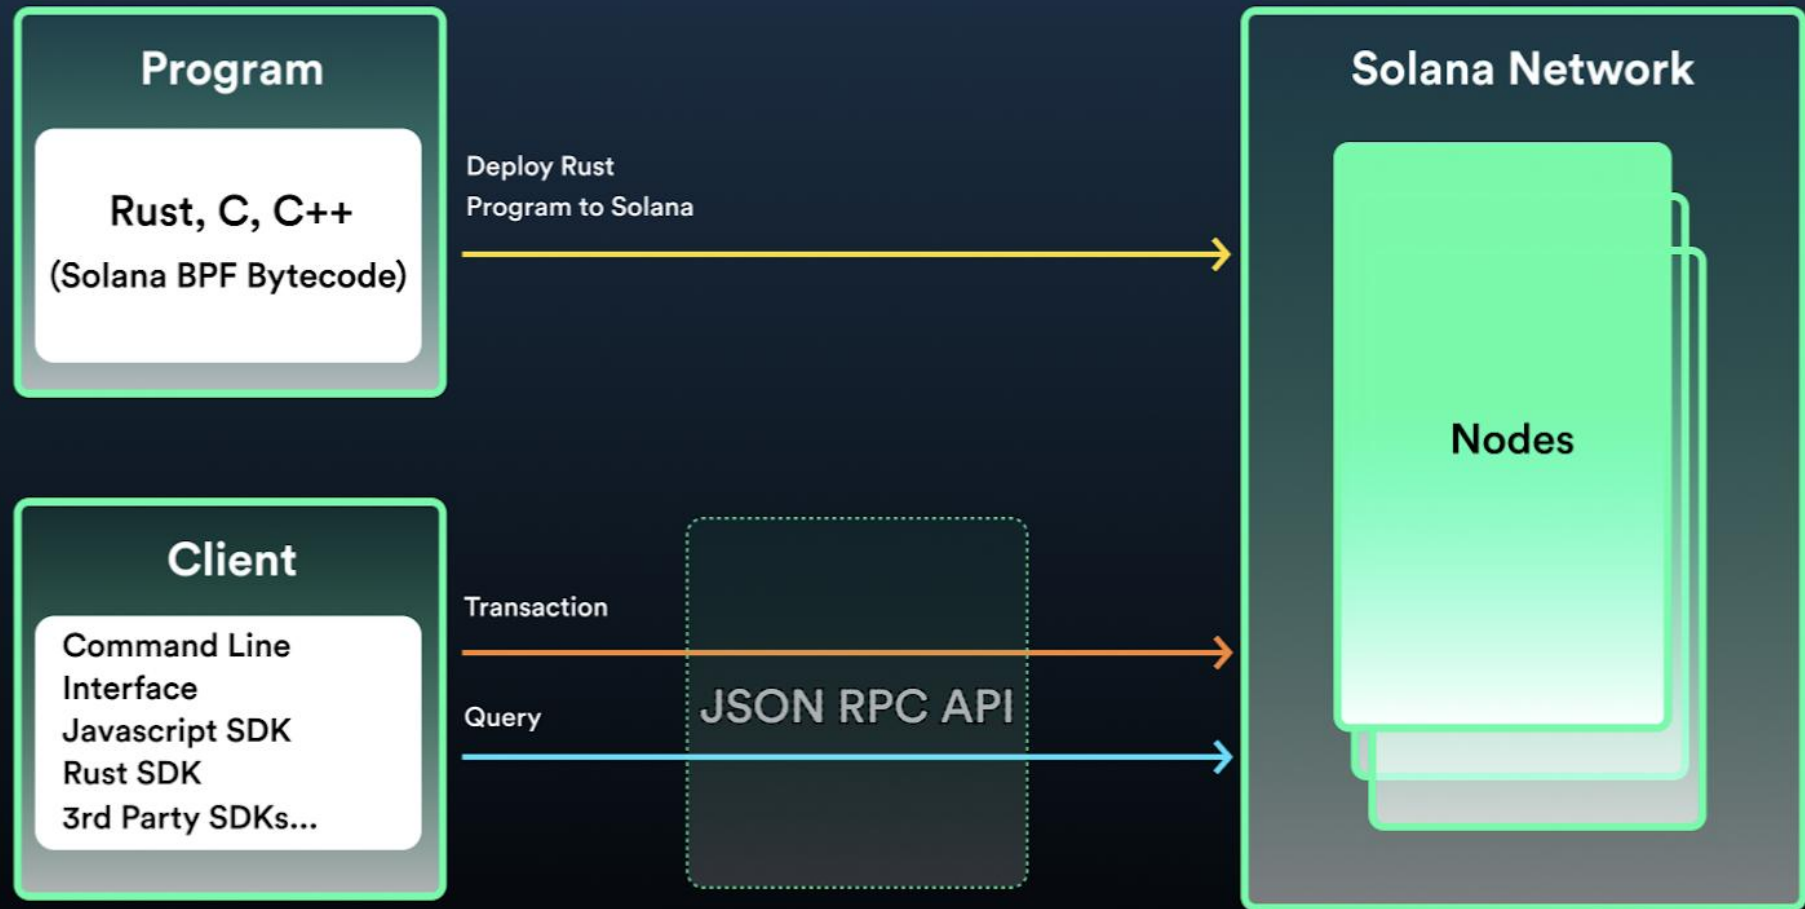 Program
Rust, C, C++
(Solana BPF Bytecode)
Deploy Rust
Program to Solana
Solana Network
Nodes
Client
Command Line
Interface
Javascript SDK
Rust SDK
3rd Party SDKs...
Transaction
Query
JSON RPC API